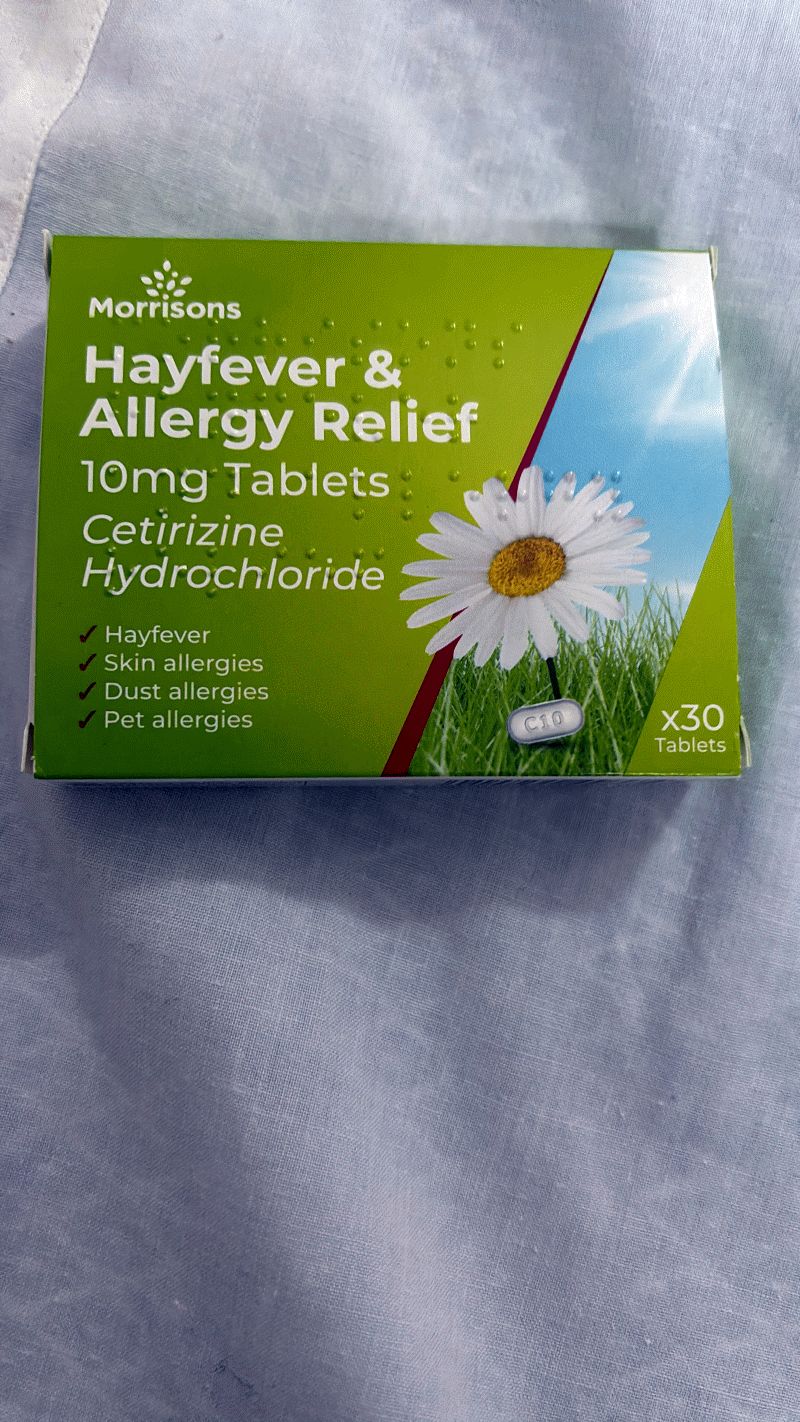 Morrisons
Hayfever &
Allergy Relief
10mg Tablets
Cetirizine
Hydrochloride
✓ Hayfever
✓ Skin allergies
✓ Dust allergies
✓ Pet allergies
C10
x30
Tablets